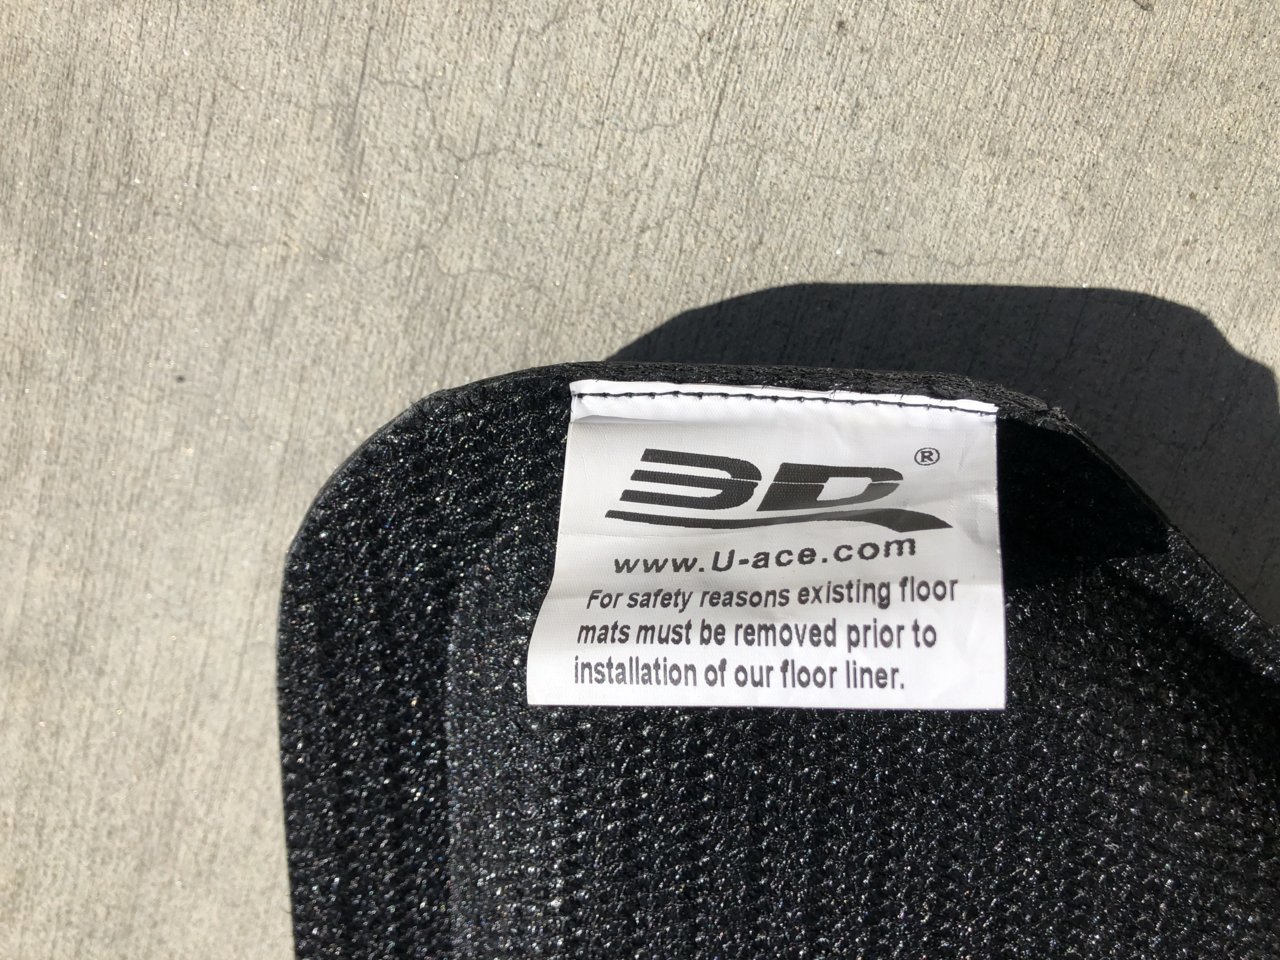 3D®
www.U-ace.com
For safety reasons existing floor
mats must be removed prior to
installation of our floor liner.